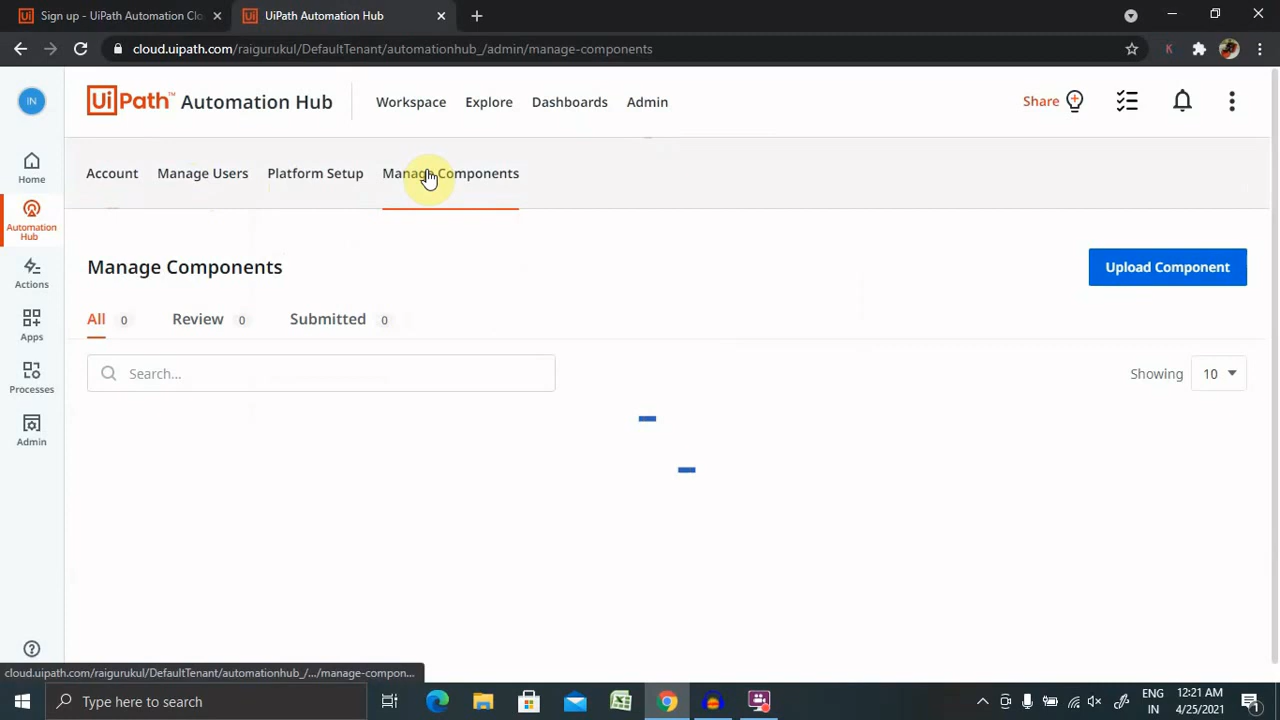 Sign up - UiPath Automation Clo
UiPath Automation Hub
cloud.uipath.com/raigurukul/DefaultTenant/automationhub_/admin/manage-components
K
IN
UiPath™ Automation Hub
Workspace
Explore
Dashboards
Admin
Share
Account
Manage Users
Platform Setup
Manage Components
Home
Automation
Hub
Actions
Apps
Processes
Admin
Manage Components
Upload Component
All 0
Review 0
Submitted 0
Search...
Showing 10
cloud.uipath.com/raigurukul/DefaultTenant/automationhub_/.../manage-compon...
Type here to search
ENG
IN
12:21 AM
4/25/2021
1